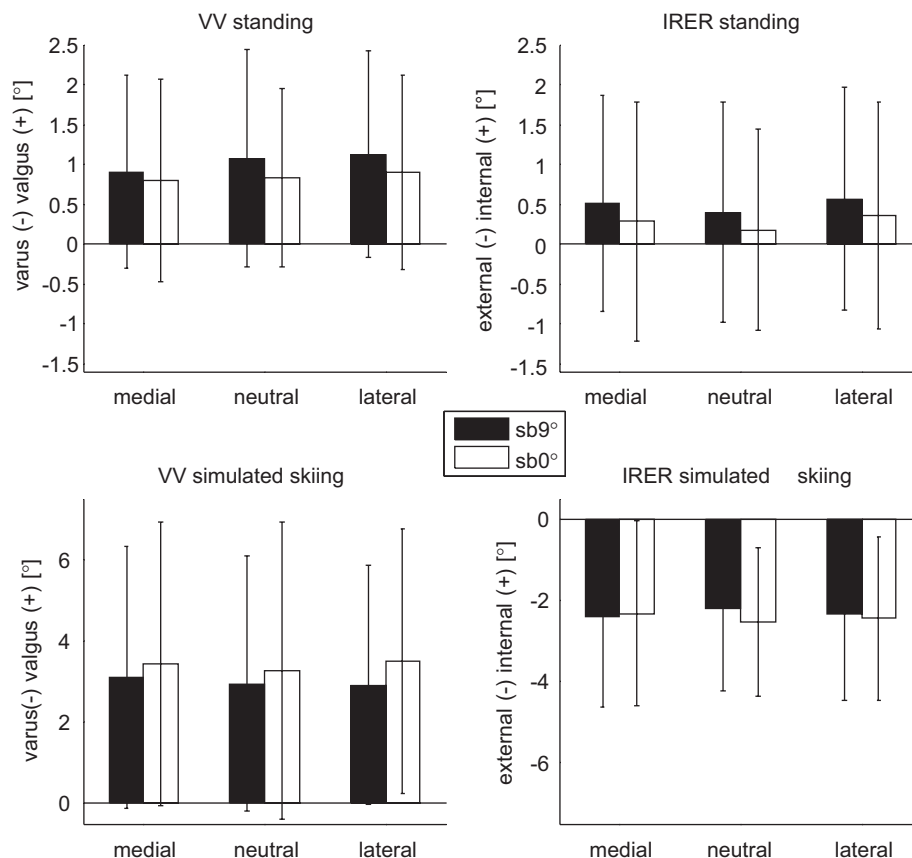 VV standing
varus (-) valgus (+) [°]
2.5
2
1.5
1
0.5
0
-0.5
-1
-1.5
medial neutral lateral
IRER standing
external (-) internal (+) [°]
2.5
2
1.5
1
0.5
0
-0.5
-1
-1.5
medial neutral lateral
sb9°
sb0°
VV simulated skiing
varus(-) valgus (+) [°]
6
4
2
0
medial neutral lateral
IRER simulated skiing
external (-) internal (+) [°]
0
-2
-4
-6
medial neutral lateral